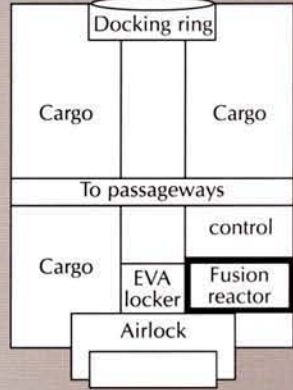 Docking ring
Cargo
Cargo
To passageways
control
Cargo
EVA
locker
Fusion
reactor
Airlock